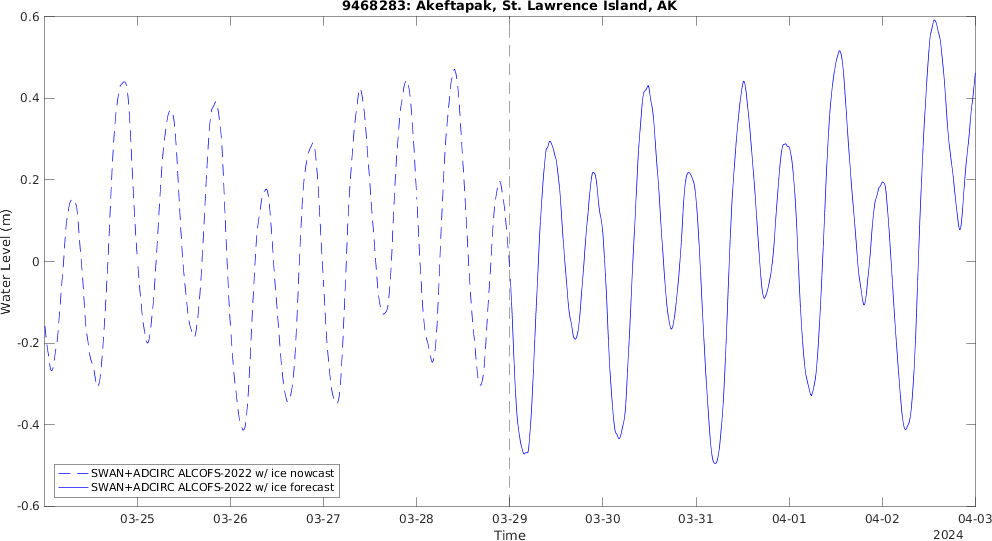 9468283: Akeftapak, St. Lawrence Island, AK
0.6
0.4
0.2
0
-0.2
-0.4
-0.6
Water Level (m)
SWAN+ADCIRC ALCOFS-2022 w/ ice nowcast
SWAN+ADCIRC ALCOFS-2022 w/ ice forecast
03-25 03-26 03-27 03-28 03-29 03-30 03-31 04-01 04-02 04-03
Time
2024